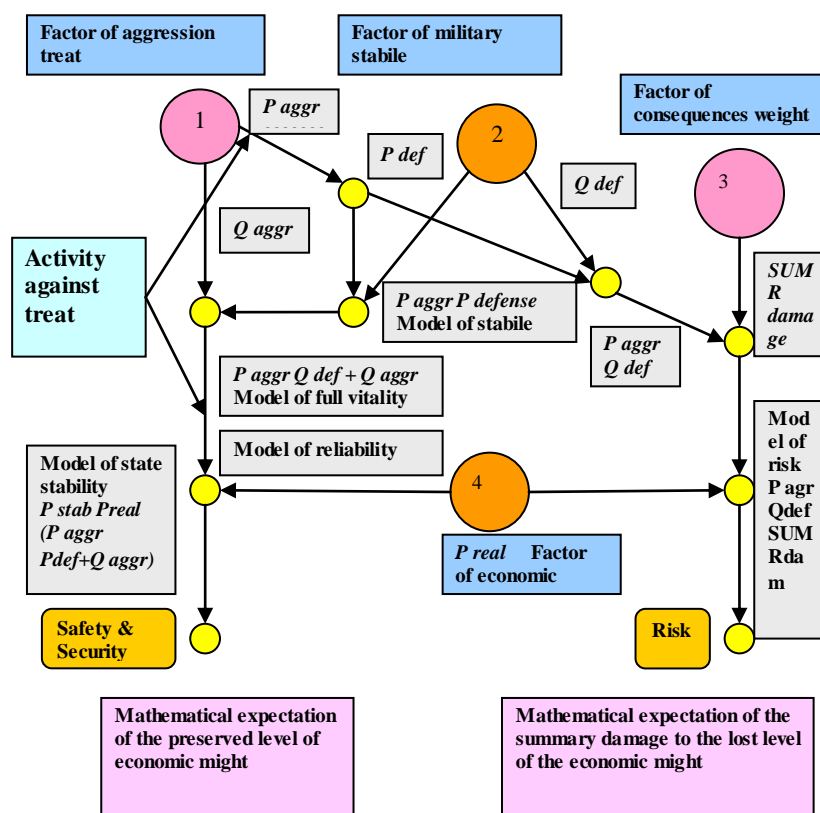 Factor of aggression
treat
Factor of military
stabile
Factor of
consequences weight
1
P aggr
2
P def
Q def
3
Q aggr
Activity
against
treat
P aggr P defense
Model of stabile
SUM
R
dama
ge
P aggr
Q def
P aggr Q def + Q aggr
Model of full vitality
Model of reliability
Model of state
stability
P stab Preal
(P aggr
Pdef+Q aggr)
4
P real Factor
of economic
Mod
el of
risk
P agr
Qdef
SUM
Rda
m
Safety &
Security
Risk
Mathematical expectation
of the preserved level of
economic might
Mathematical expectation of the
summary damage to the lost level
of the economic might